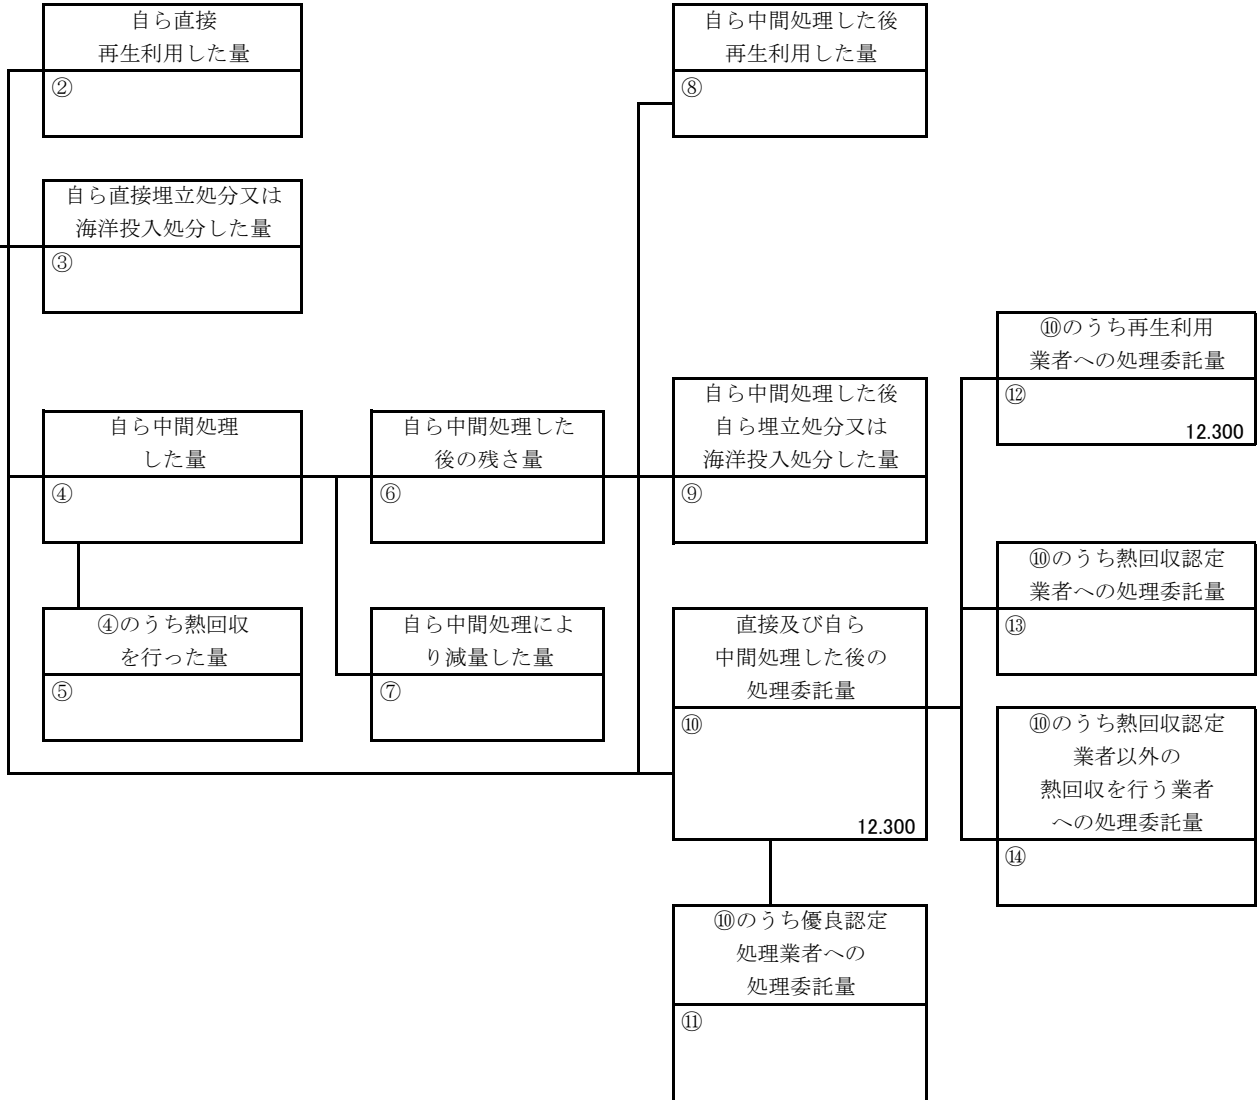 自ら直接
再生利用した量
②
自ら中間処理した後
再生利用した量
⑧
自ら直接埋立処分又は
海洋投入処分した量
③
⑩のうち再生利用
業者への処理委託量
⑫
12.300
自ら中間処理
した量
④
自ら中間処理した
後の残さ量
⑥
自ら中間処理した後
自ら埋立処分又は
海洋投入処分した量
⑨
⑩のうち熱回収認定
業者への処理委託量
⑬
④のうち熱回収
を行った量
⑤
自ら中間処理によ
り減量した量
⑦
直接及び自ら
中間処理した後の
処理委託量
⑩
12.300
⑩のうち熱回収認定
業者以外の
熱回収を行う業者
への処理委託量
⑭
⑩のうち優良認定
処理業者への
処理委託量
⑪